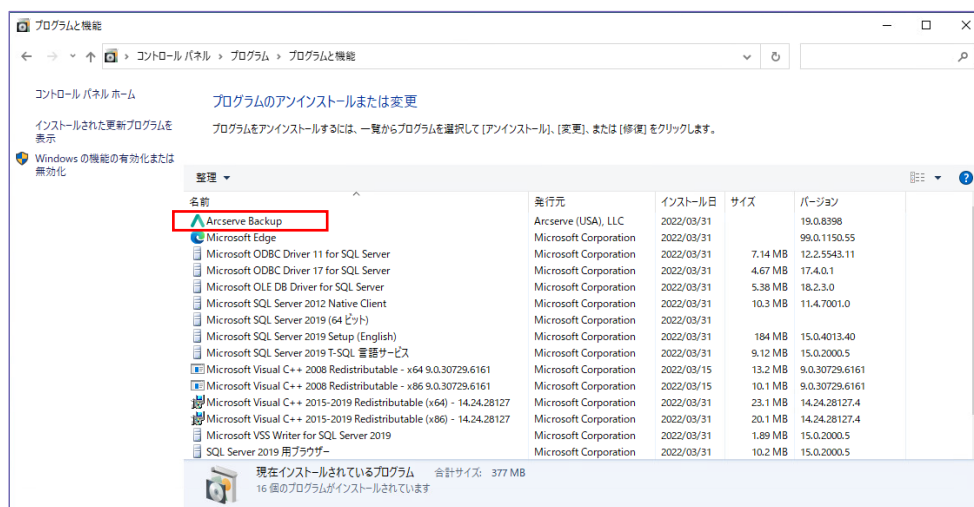 プログラムと機能
コントロール パネル › プログラム › プログラムと機能
コントロール パネル ホーム
インストールされた更新プログラムを
表示
Windows の機能の有効化または
無効化
プログラムのアンインストールまたは変更
プログラムをアンインストールするには、一覧からプログラムを選択して [アンインストール]、[変更]、または [修復] をクリックします。
整理
名前 発行元 インストール日 サイズ バージョン
Arcserve Backup Arcserve (USA), LLC 2022/03/31 19.0.8398
Microsoft Edge Microsoft Corporation 2022/03/31 99.0.1150.55
Microsoft ODBC Driver 11 for SQL Server Microsoft Corporation 2022/03/31 7.14 MB 12.2.5543.11
Microsoft ODBC Driver 17 for SQL Server Microsoft Corporation 2022/03/31 4.67 MB 17.4.0.1
Microsoft OLE DB Driver for SQL Server Microsoft Corporation 2022/03/31 5.38 MB 18.2.3.0
Microsoft SQL Server 2012 Native Client Microsoft Corporation 2022/03/31 10.3 MB 11.4.7001.0
Microsoft SQL Server 2019 (64 ビット) Microsoft Corporation 2022/03/31
Microsoft SQL Server 2019 Setup (English) Microsoft Corporation 2022/03/31 184 MB 15.0.4013.40
Microsoft SQL Server 2019 T-SQL 言語サービス Microsoft Corporation 2022/03/31 9.12 MB 15.0.2000.5
Microsoft Visual C++ 2008 Redistributable - x64 9.0.30729.6161 Microsoft Corporation 2022/03/15 13.2 MB 9.0.30729.6161
Microsoft Visual C++ 2008 Redistributable - x86 9.0.30729.6161 Microsoft Corporation 2022/03/15 10.1 MB 9.0.30729.6161
Microsoft Visual C++ 2015-2019 Redistributable (x64) - 14.24.28127 Microsoft Corporation 2022/03/31 23.1 MB 14.24.28127.4
Microsoft Visual C++ 2015-2019 Redistributable (x86) - 14.24.28127 Microsoft Corporation 2022/03/31 20.1 MB 14.24.28127.4
Microsoft VSS Writer for SQL Server 2019 Microsoft Corporation 2022/03/31 1.89 MB 15.0.2000.5
SQL Server 2019 用ブラウザー Microsoft Corporation 2022/03/31 10.2 MB 15.0.2000.5
現在インストールされているプログラム 合計サイズ: 377 MB
16 個のプログラムがインストールされています